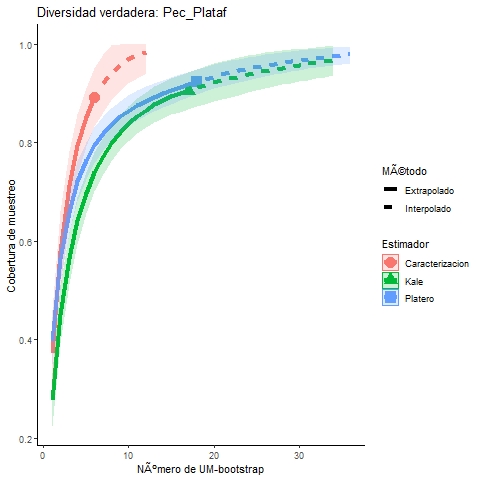 Diversidad verdadera: Pec_Plataf
1.0
0.8
0.6
0.4
0.2
Cobertura de muestreo
0
10
20
30
NÃºmero de UM-bootstrap
MÃ©todo
Extrapolado
Interpolado
Estimador
Caracterizacion
Kale
Platero